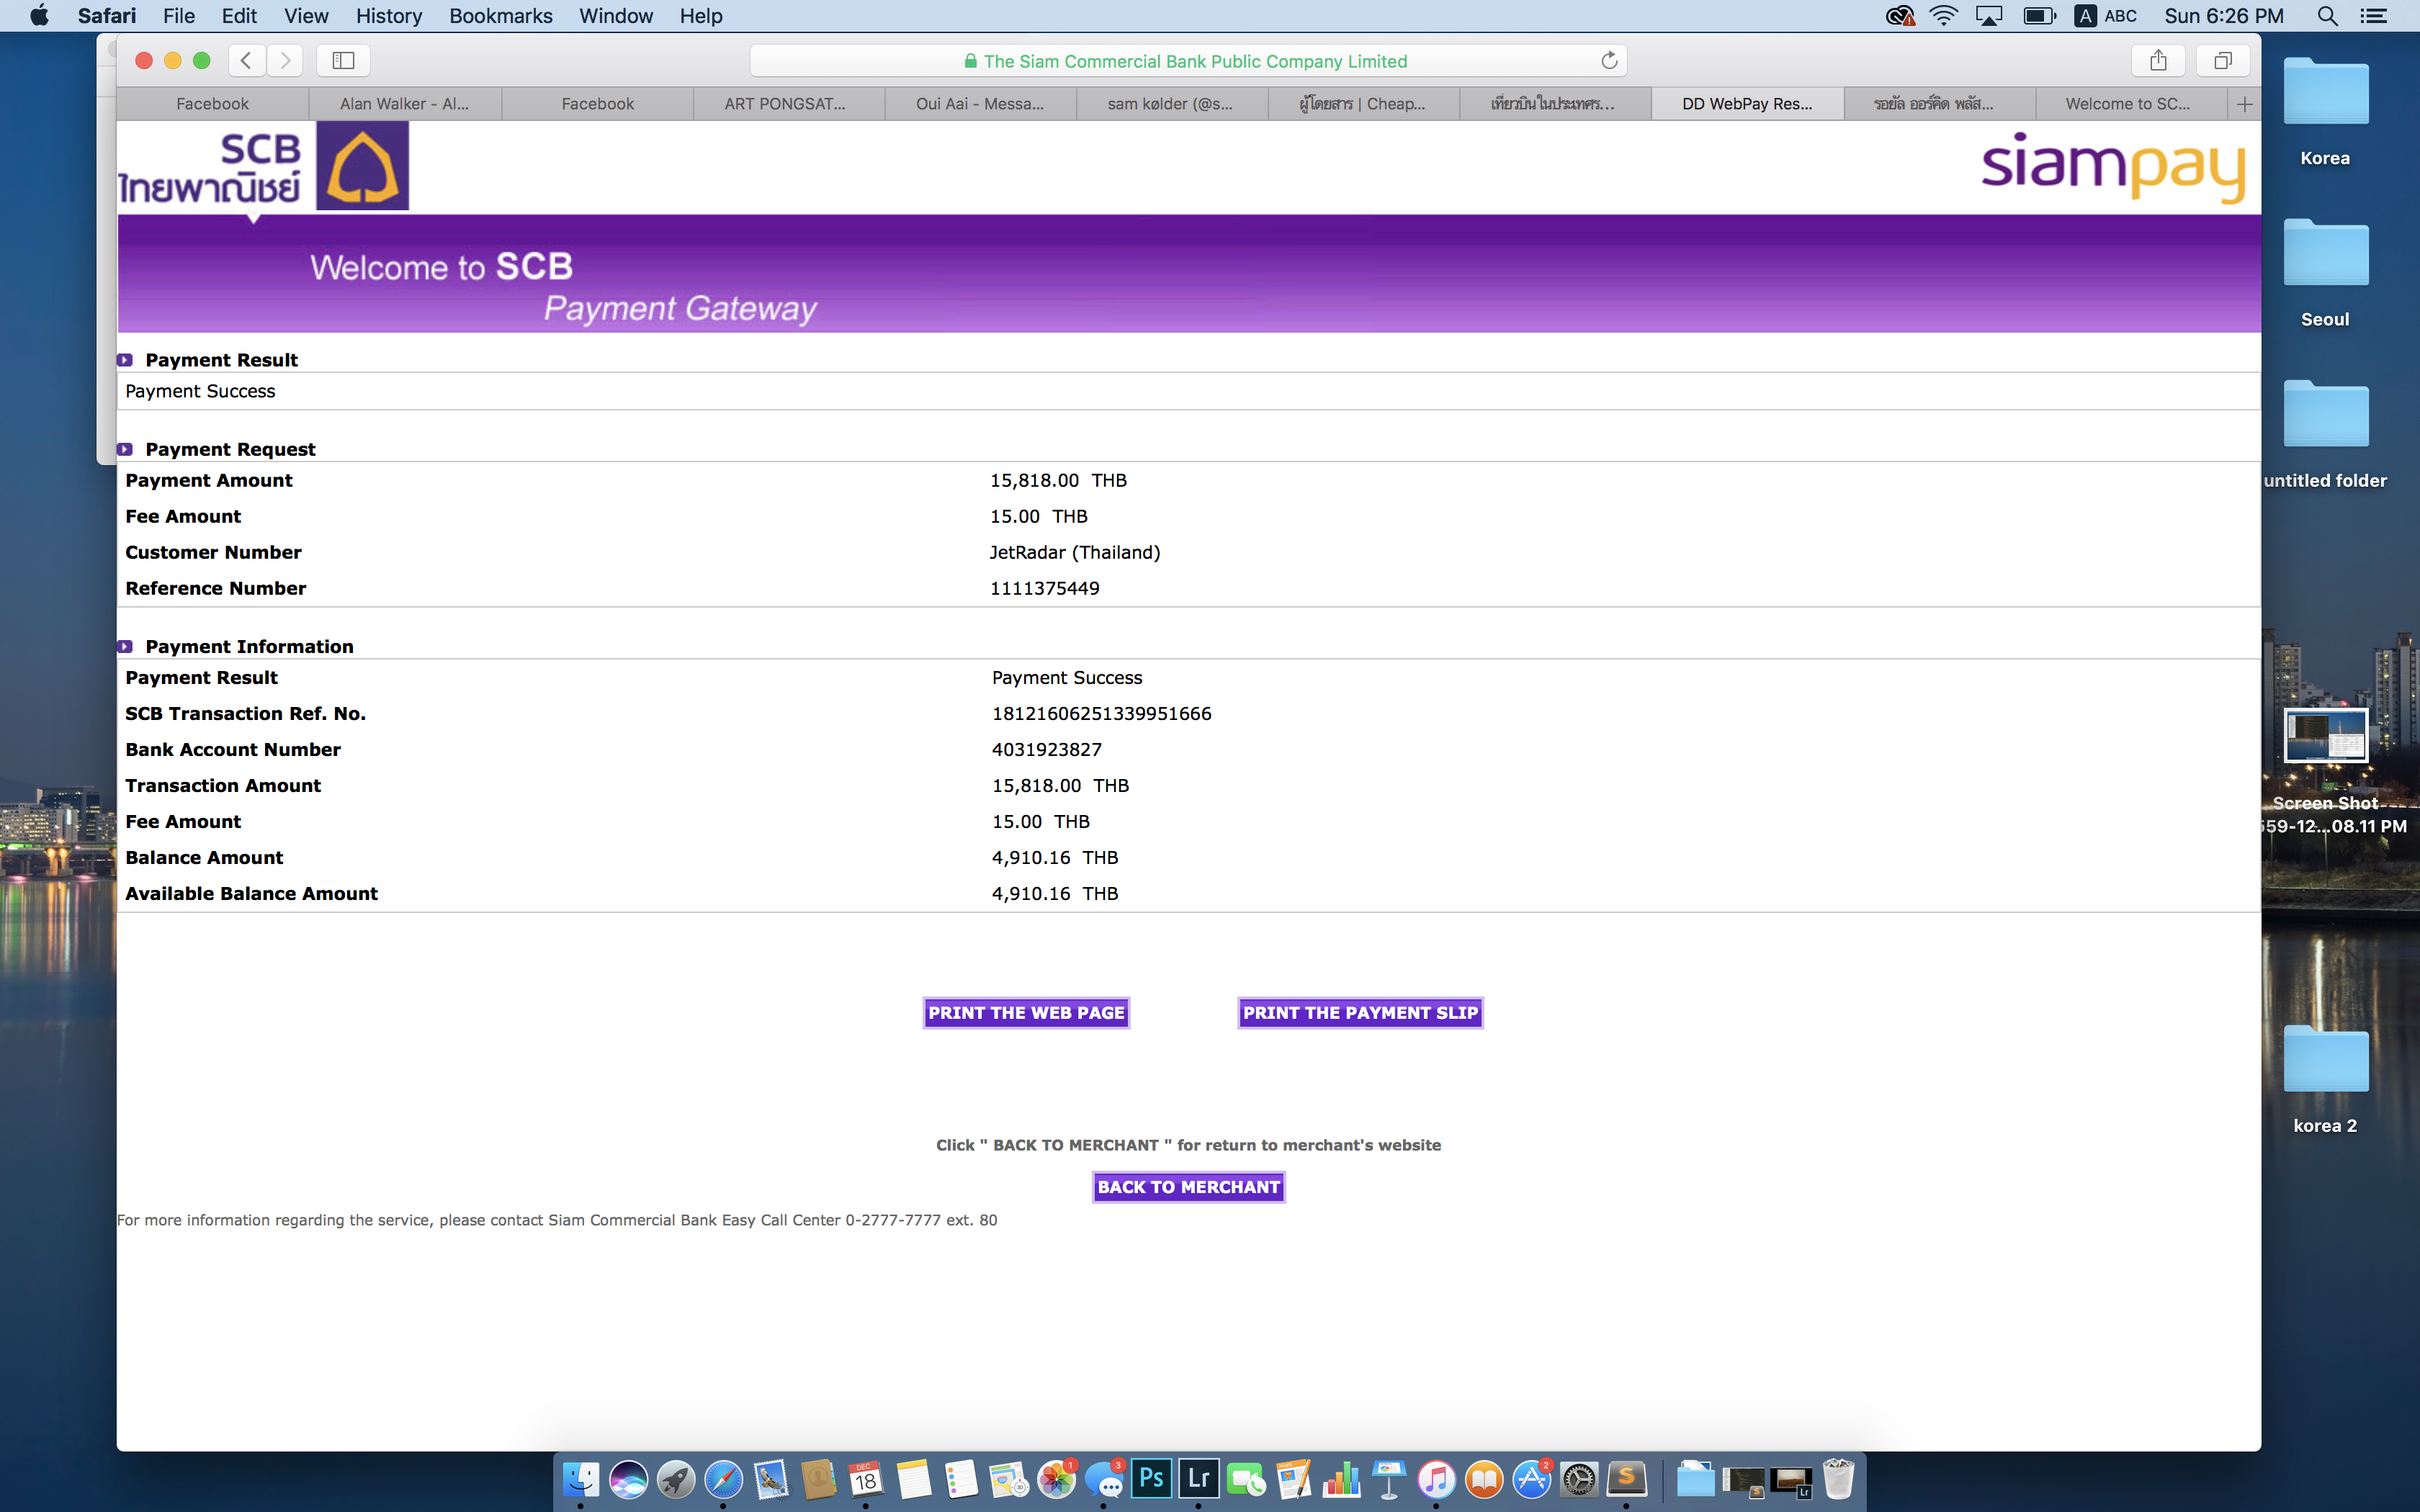 Safari File Edit View History Bookmarks Window Help A ABC Sun 6:26 PM
The Siam Commercial Bank Public Company Limited
Facebook Alan Walker - Al... Facebook ART PONGSAT... Oui Aai - Messa... sam kølder (@s... ผู้โดยสาร | Cheap... เที่ยวบินในประเทศร... DD WebPay Res... รอยัล ออร์คิด พลัส... Welcome to SC...
SCB
ไทยพาณิชย์
siampay
Welcome to SCB
Payment Gateway
Payment Result
Payment Success
Payment Request
Payment Amount 15,818.00 THB
Fee Amount 15.00 THB
Customer Number JetRadar (Thailand)
Reference Number 1111375449
Payment Information
Payment Result Payment Success
SCB Transaction Ref. No. 18121606251339951666
Bank Account Number 4031923827
Transaction Amount 15,818.00 THB
Fee Amount 15.00 THB
Balance Amount 4,910.16 THB
Available Balance Amount 4,910.16 THB
PRINT THE WEB PAGE PRINT THE PAYMENT SLIP
Click " BACK TO MERCHANT " for return to merchant's website
BACK TO MERCHANT
For more information regarding the service, please contact Siam Commercial Bank Easy Call Center 0-2777-7777 ext. 80
Korea
Seoul
untitled folder
Screen Shot
559-12...08.11 PM
korea 2
DEC
18
1
3
Ps
Lr
2
S
S
Lr